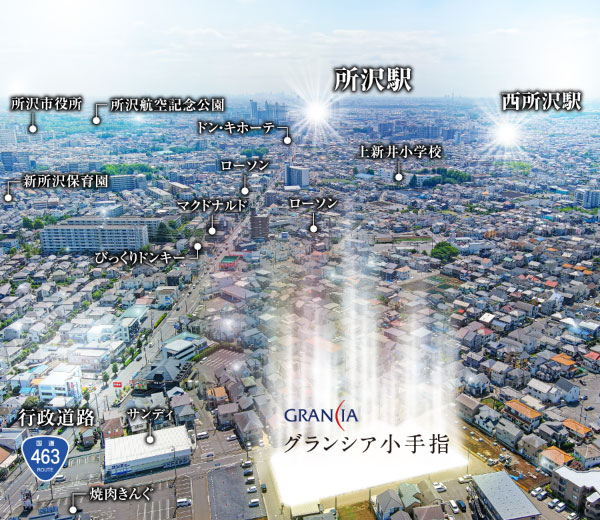 所沢駅
西所沢駅
所沢市役所
所沢航空記念公園
ドン・キホーテ
上新井小学校
ローソン
新所沢保育園
マクドナルド
ローソン
びっくりドンキー
行政道路
サンディ
GRANCIA
グランシア小手指
国道
463
ROUTE
焼肉きんぐ